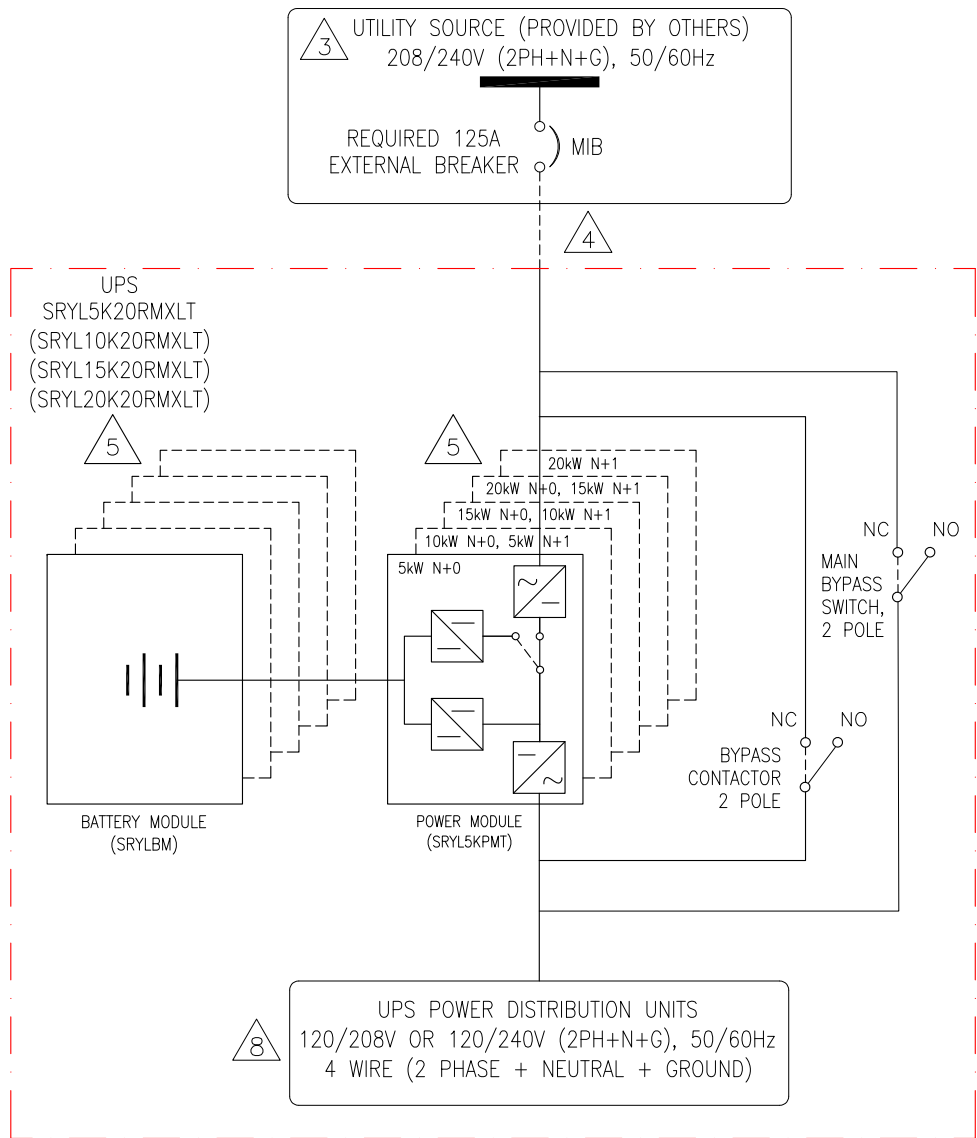 3
UTILITY SOURCE (PROVIDED BY OTHERS)
208/240V (2PH+N+G), 50/60Hz
REQUIRED 125A
EXTERNAL BREAKER
MIB
4
UPS
SRYL5K20RMXLT
(SRYL10K20RMXLT)
(SRYL15K20RMXLT)
(SRYL20K20RMXLT)
5
5
20kW N+1
20kW N+0, 15kW N+1
15kW N+0, 10kW N+1
10kW N+0, 5kW N+1
5kW N+0
NC
NO
MAIN
BYPASS
SWITCH,
2 POLE
NC
NO
BYPASS
CONTACTOR
2 POLE
BATTERY MODULE
(SRYLBM)
POWER MODULE
(SRYL5KPMT)
8
UPS POWER DISTRIBUTION UNITS
120/208V OR 120/240V (2PH+N+G), 50/60Hz
4 WIRE (2 PHASE + NEUTRAL + GROUND)